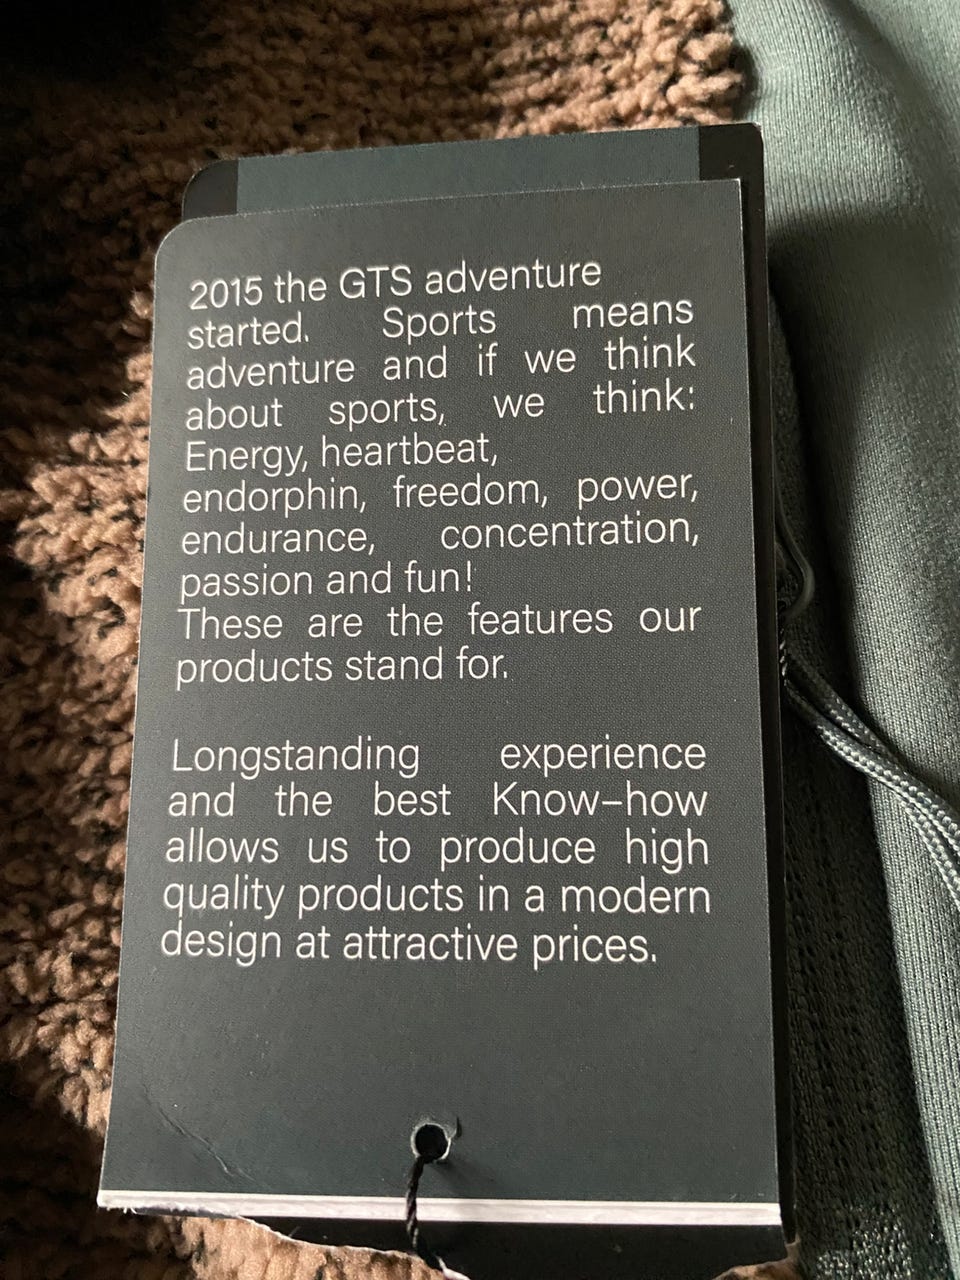 2015 the GTS adventure
started. Sports means
adventure and if we think
about sports, we think:
Energy, heartbeat,
endorphin, freedom, power,
endurance, concentration,
passion and fun!
These are the features our
products stand for.
Longstanding experience
and the best Know-how
allows us to produce high
quality products in a modern
design at attractive prices.